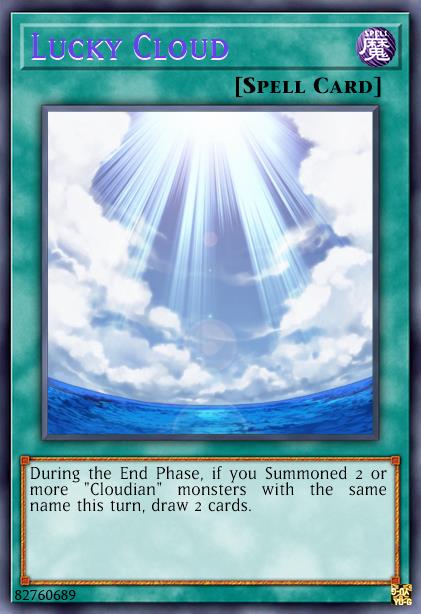 Lucky Cloud
SPELL
魔
[Spell Card]
During the End Phase, if you Summoned 2 or
more "Cloudian" monsters with the same
name this turn, draw 2 cards.
82760689